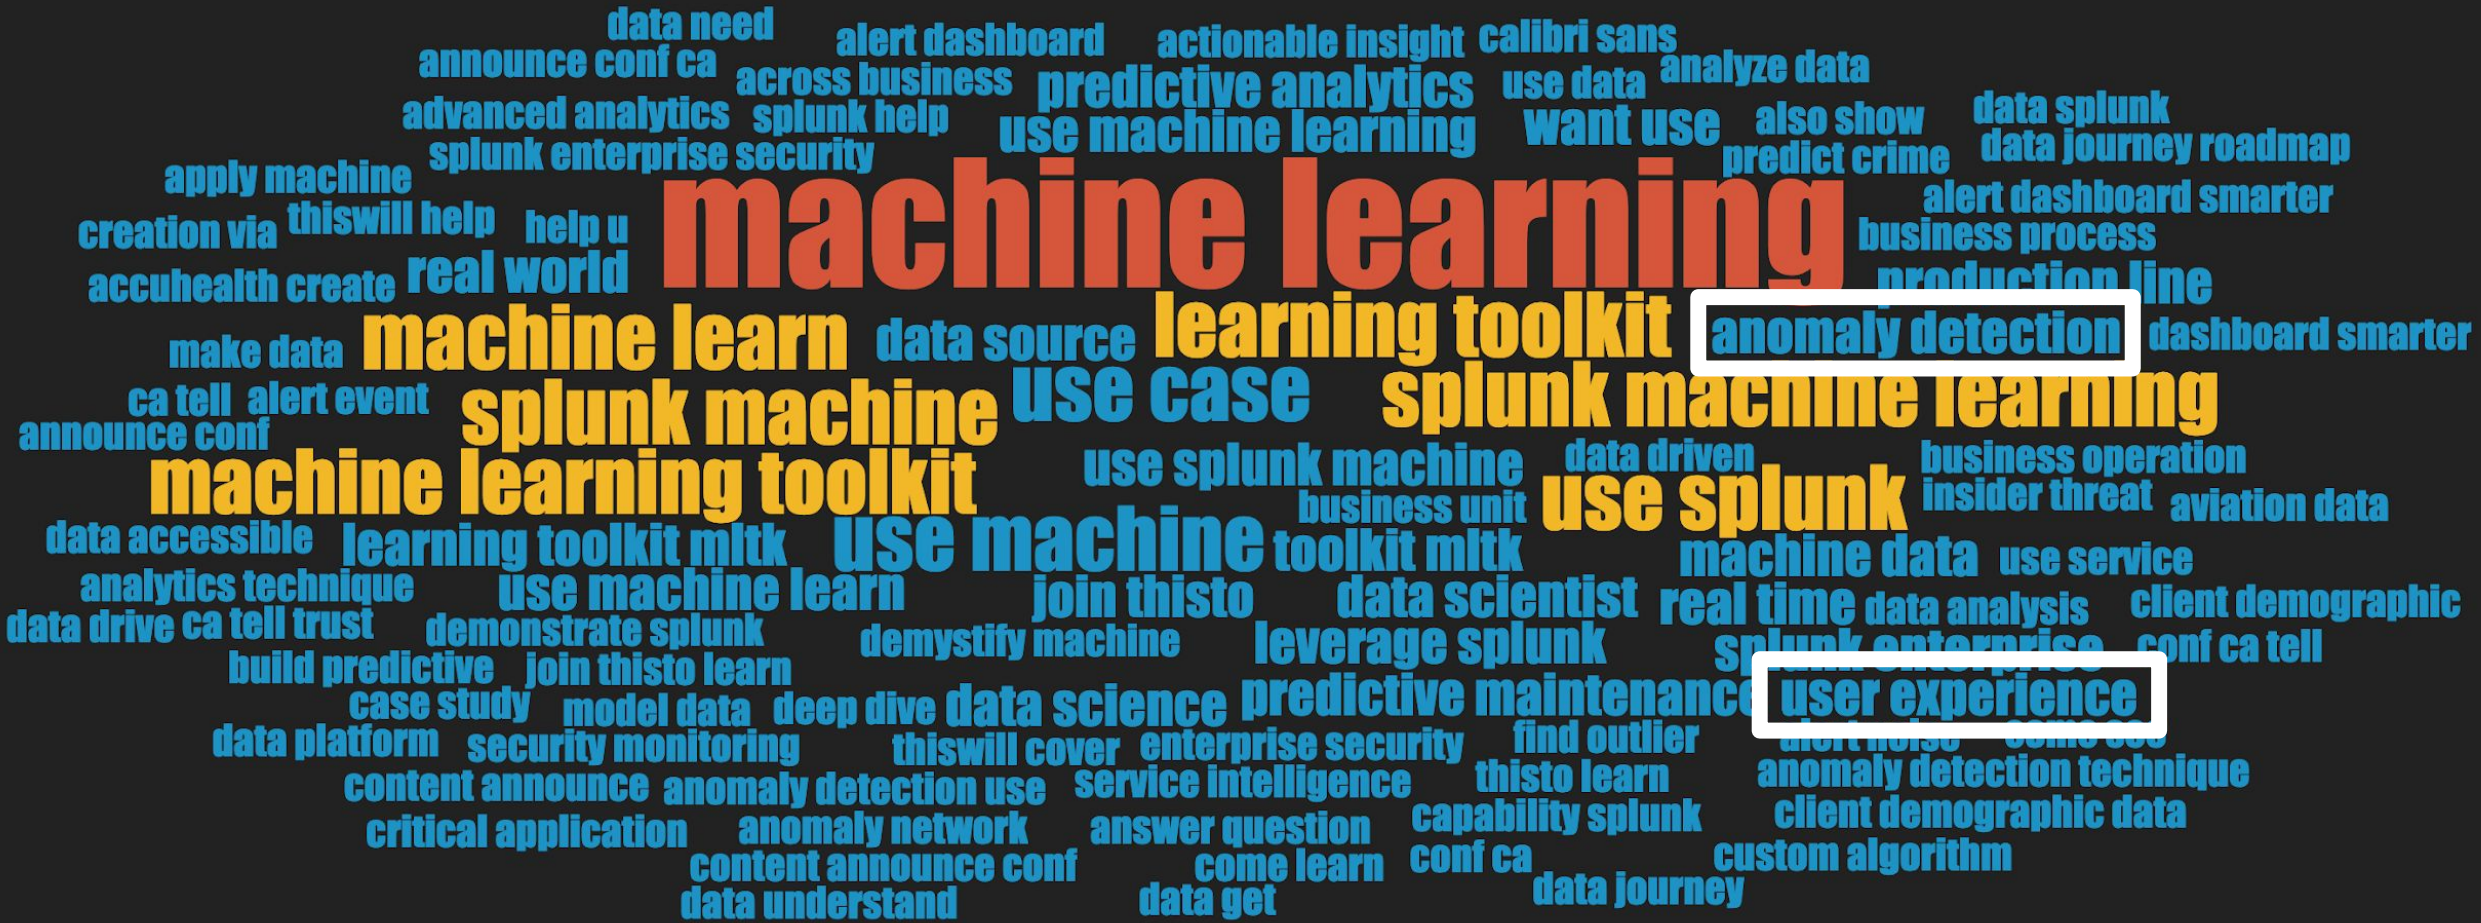 data need
alert dashboard
actionable insight
calibri sans
announce conf ca
across business
predictive analytics
use data
analyze data
advanced analytics
splunk help
use machine learning
want use
also show
data splunk
splunk enterprise security
predict crime
data journey roadmap
apply machine
machine learning
alert dashboard smarter
creation via
thiswill help
help u
business process
accuhealth create
real world
production line
make data
machine learn
data source
learning toolkit
anomaly detection
dashboard smarter
ca tell
alert event
splunk machine
use case
splunk machine learning
announce conf
machine learning toolkit
use splunk machine
data driven
business operation
business unit
use splunk
insider threat
aviation data
data accessible
learning toolkit mltk
use machine
toolkit mltk
machine data
use service
analytics technique
use machine learn
join thisto
data scientist
real time
data analysis
client demographic
data drive
ca tell trust
demonstrate splunk
demystify machine
leverage splunk
splunk enterprise
conf ca tell
build predictive
join thisto learn
case study
model data
deep dive
data science
predictive maintenance
user experience
data platform
security monitoring
thiswill cover
enterprise security
find outlier
alert noise
come see
content announce
anomaly detection use
service intelligence
thisto learn
anomaly detection technique
critical application
anomaly network
answer question
capability splunk
client demographic data
content announce conf
come learn
conf ca
custom algorithm
data understand
data get
data journey